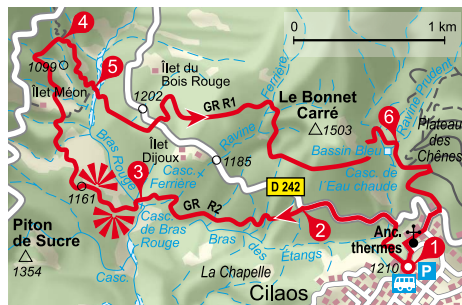 4
0
1 km
1099
5
Îlet du
Bois Rouge
Îlet Méon
1202
GR R1
Ferrière
Ravine
Le Bonnet
Carré
1503
6
Ravine Prudent
Plateau
des
Chênes
Bassin Bleu
Casc. de
l'Eau chaude
Bras Rouge
Îlet
Dijoux
1185
Casc.
Ferrière
3
1161
D 242
GR R2
2
Casc.
de Bras
Rouge
Piton
de Sucre
1354
Casc.
Bras des
Étangs
La Chapelle
Anc.
thermes
1
1210
P
Cilaos